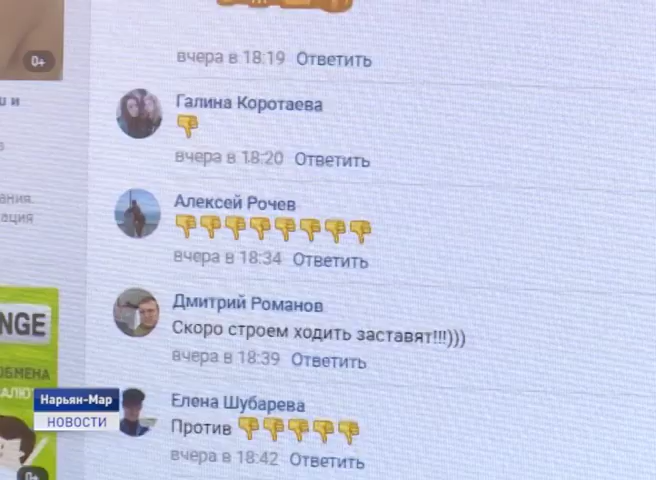 0+
вчера в 18:19 Ответить
Галина Коротаева
👎
вчера в 18:20 Ответить
Алексей Рочев
👎👎👎👎👎👎👎👎
вчера в 18:34 Ответить
Дмитрий Романов
Скоро строем ходить заставят!!!)))
вчера в 18:39 Ответить
Елена Шубарева
Против 👎👎👎👎👎
вчера в 18:42 Ответить
NGE
ОБМЕНА
Нарьян-Мар
НОВОСТИ
0+